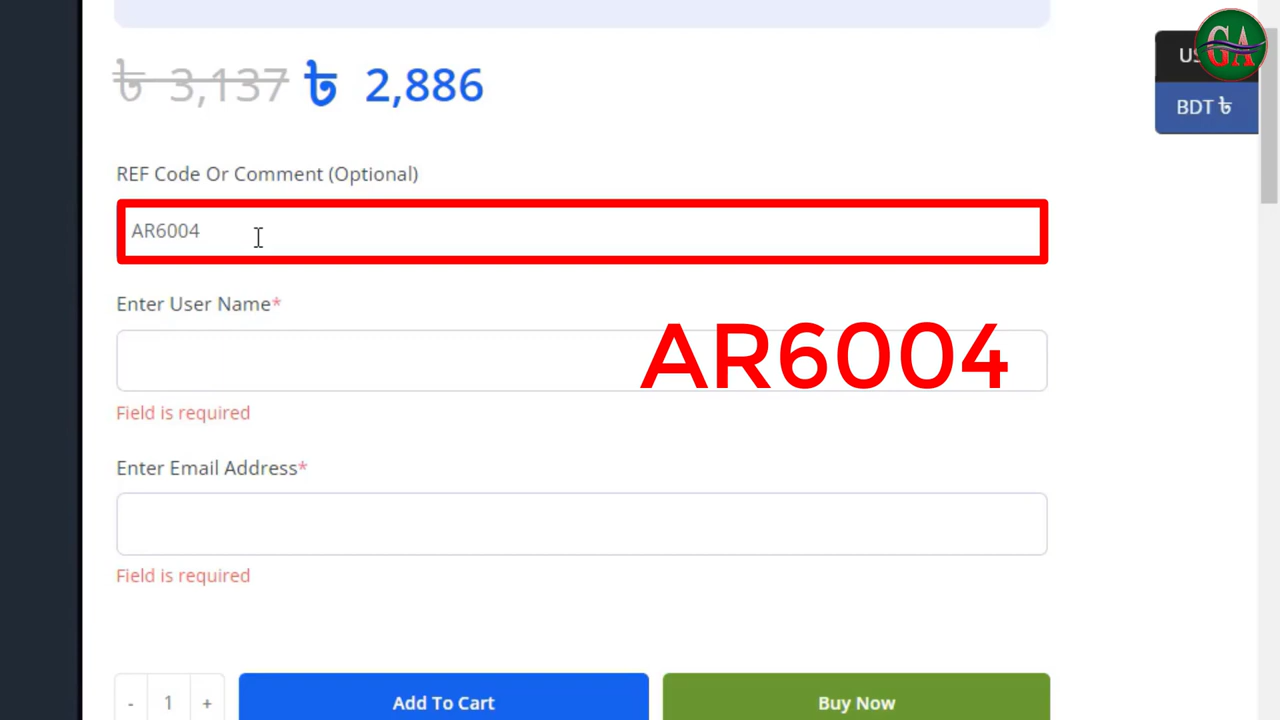 ৳ 3,137 ৳ 2,886
GA
US
BDT ৳
REF Code Or Comment (Optional)
AR6004
Enter User Name*
AR6004
Field is required
Enter Email Address*
Field is required
- 1 +
Add To Cart
Buy Now